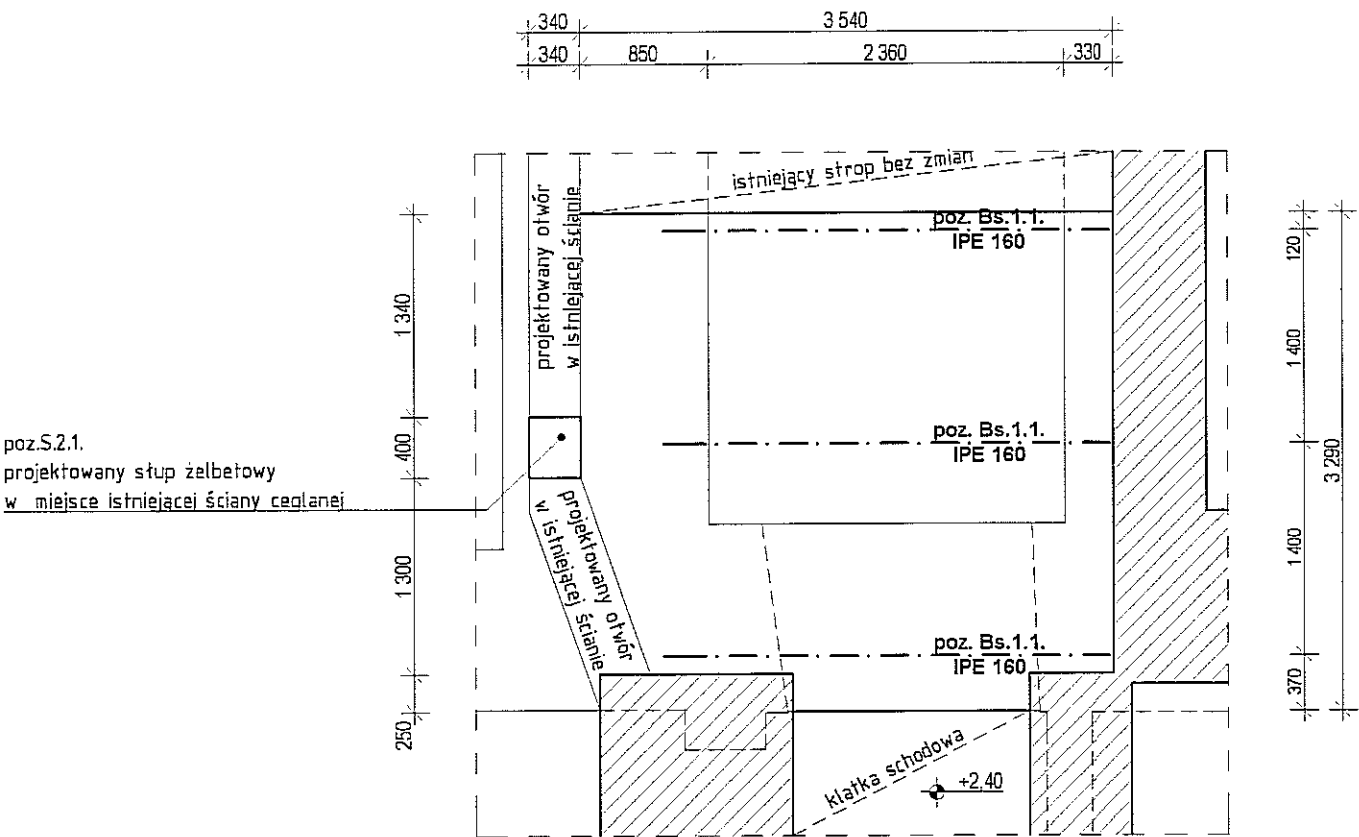 340
3 540
340
850
2 360
330
istniejący strop bez zmian
projektowany otwór
w istniejącej ścianie
poz. Bs.1.1.
IPE 160
120
1 340
1 400
poz. Bs.1.1.
IPE 160
400
3 290
poz.S.2.1.
projektowany słup żelbetowy
w miejsce istniejącej ściany ceglanej
projektowany otwór
w istniejącej ścianie
1 300
1 400
poz. Bs.1.1.
IPE 160
370
250
klatka schodowa
+2,40